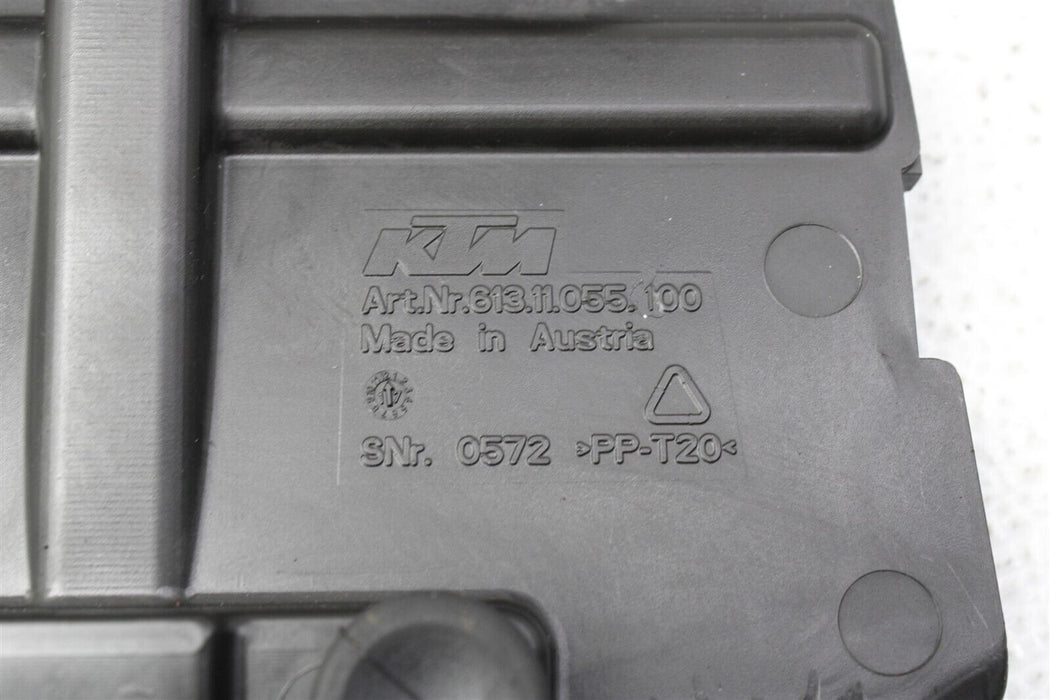 KTM
Art.Nr.613.11.055.100
Made in Austria
SNr. 0572 >PP-T20<